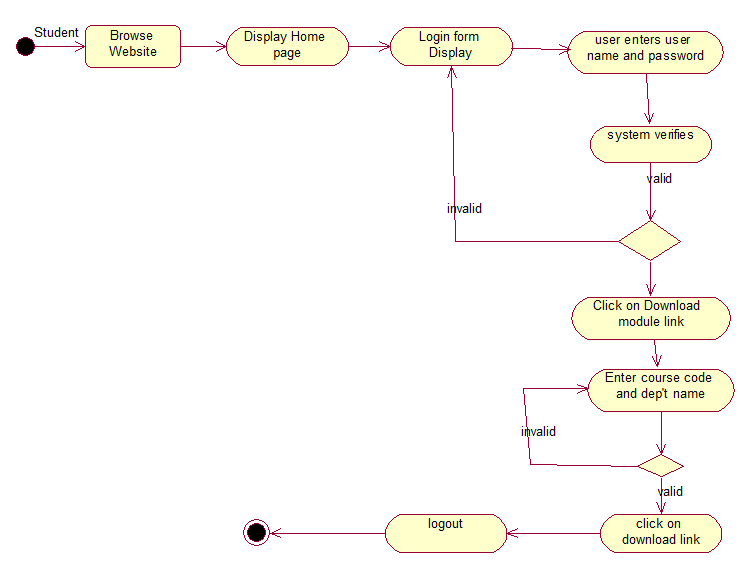 Student
Browse
Website
Display Home
page
Login form
Display
user enters user
name and password
system verifies
valid
invalid
Click on Download
module link
Enter course code
and dep't name
invalid
valid
click on
download link
logout